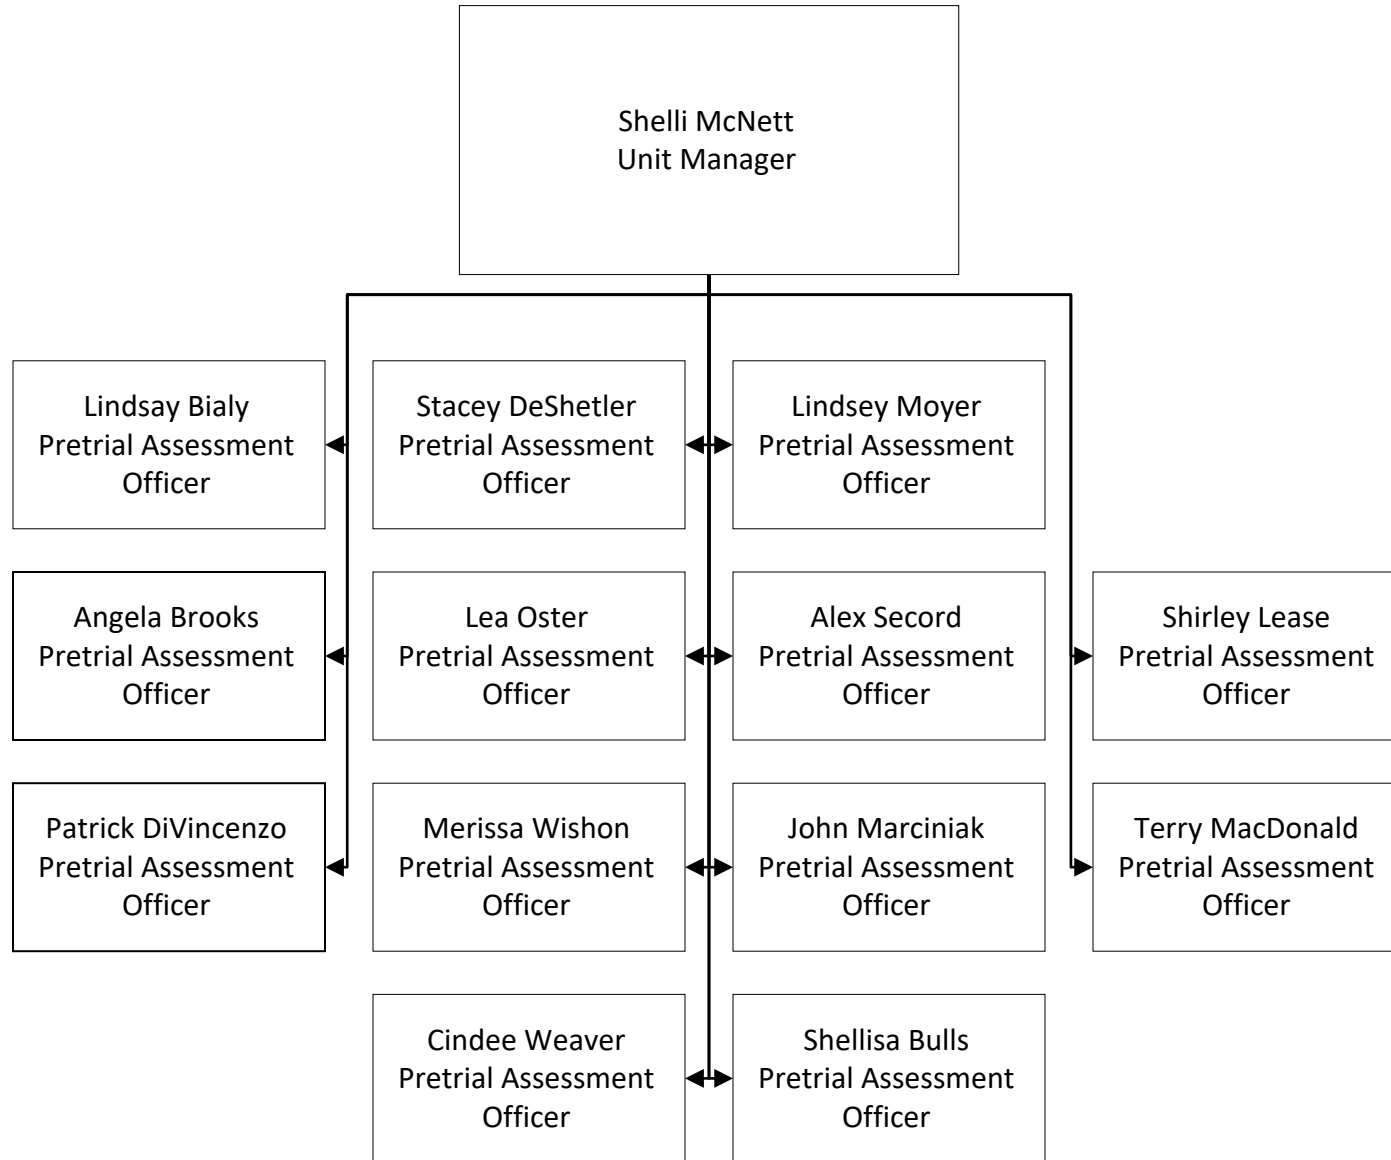 Shelli McNett
Unit Manager
Lindsay Bialy
Pretrial Assessment
Officer
Stacey DeShetler
Pretrial Assessment
Officer
Lindsey Moyer
Pretrial Assessment
Officer
Angela Brooks
Pretrial Assessment
Officer
Lea Oster
Pretrial Assessment
Officer
Alex Secord
Pretrial Assessment
Officer
Shirley Lease
Pretrial Assessment
Officer
Patrick DiVincenzo
Pretrial Assessment
Officer
Merissa Wishon
Pretrial Assessment
Officer
John Marciniak
Pretrial Assessment
Officer
Terry MacDonald
Pretrial Assessment
Officer
Cindee Weaver
Pretrial Assessment
Officer
Shellisa Bulls
Pretrial Assessment
Officer